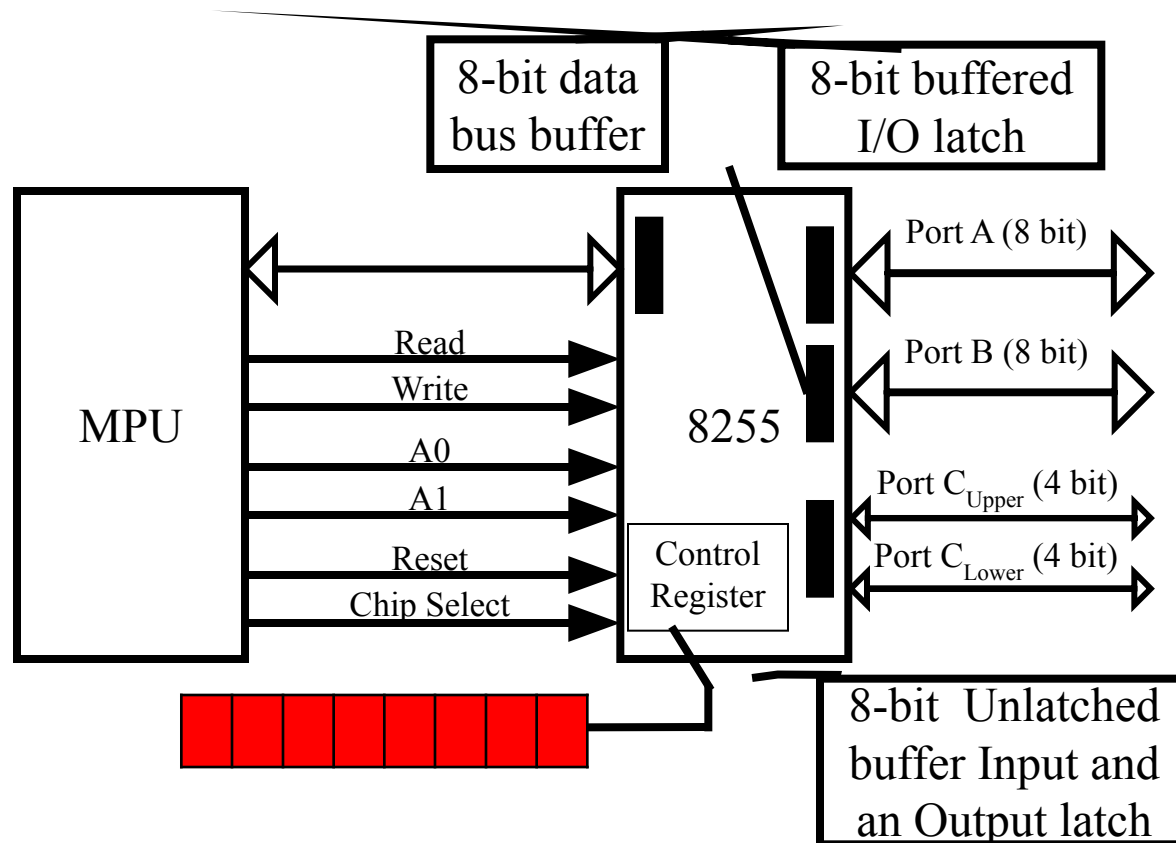 8-bit data
bus buffer
8-bit buffered
I/O latch
MPU
Read
Write
A0
A1
Reset
Chip Select
8255
Control
Register
Port A (8 bit)
Port B (8 bit)
Port C_Upper (4 bit)
Port C_Lower (4 bit)
8-bit Unlatched
buffer Input and
an Output latch